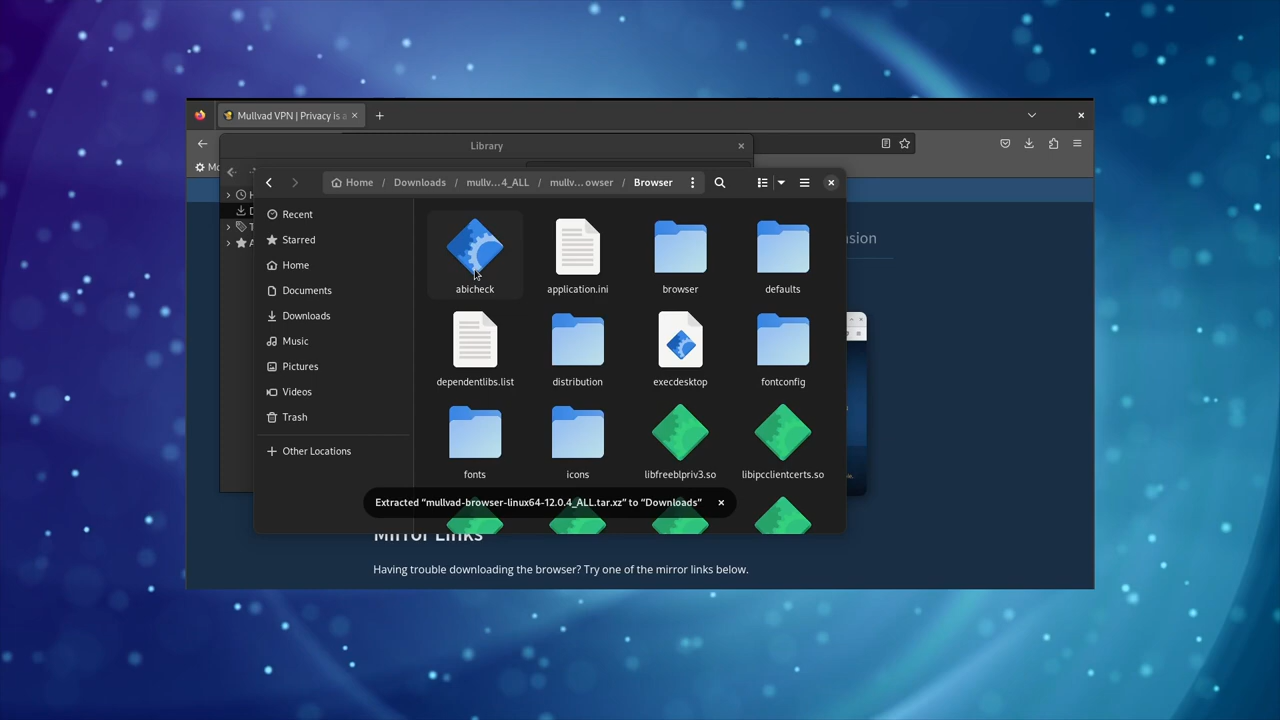 Mullvad VPN | Privacy is a
Library
Home / Downloads / mullv...4_ALL / mullv...owser / Browser
Recent
Starred
Home
Documents
Downloads
Music
Pictures
Videos
Trash
Other Locations
abicheck
application.ini
browser
defaults
dependentlibs.list
distribution
execdesktop
fontconfig
fonts
icons
libfreeblpriv3.so
libipcclientcerts.so
Extracted “mullvad-browser-linux64-12.0.4_ALL.tar.xz” to “Downloads”
nsion
Mirror Links
Having trouble downloading the browser? Try one of the mirror links below.